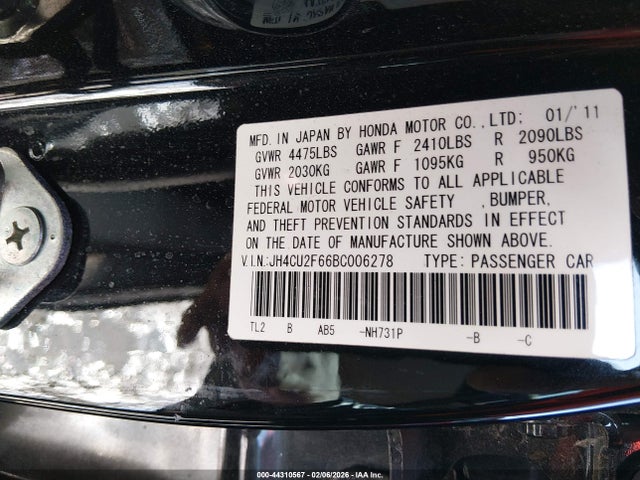 MFD. IN JAPAN BY HONDA MOTOR CO., LTD: 01/'11
GVWR 4475LBS GAWR F 2410LBS R 2090LBS
GVWR 2030KG GAWR F 1095KG R 950KG
THIS VEHICLE CONFORMS TO ALL APPLICABLE
FEDERAL MOTOR VEHICLE SAFETY , BUMPER,
AND THEFT PREVENTION STANDARDS IN EFFECT
ON THE DATE OF MANUFACTURE SHOWN ABOVE.
V.I.N:JH4CU2F66BC006278 TYPE: PASSENGER CAR
TL2 B AB5 -NH731P -B -C
000-44310567 - 02/06/2026 - IAA Inc.